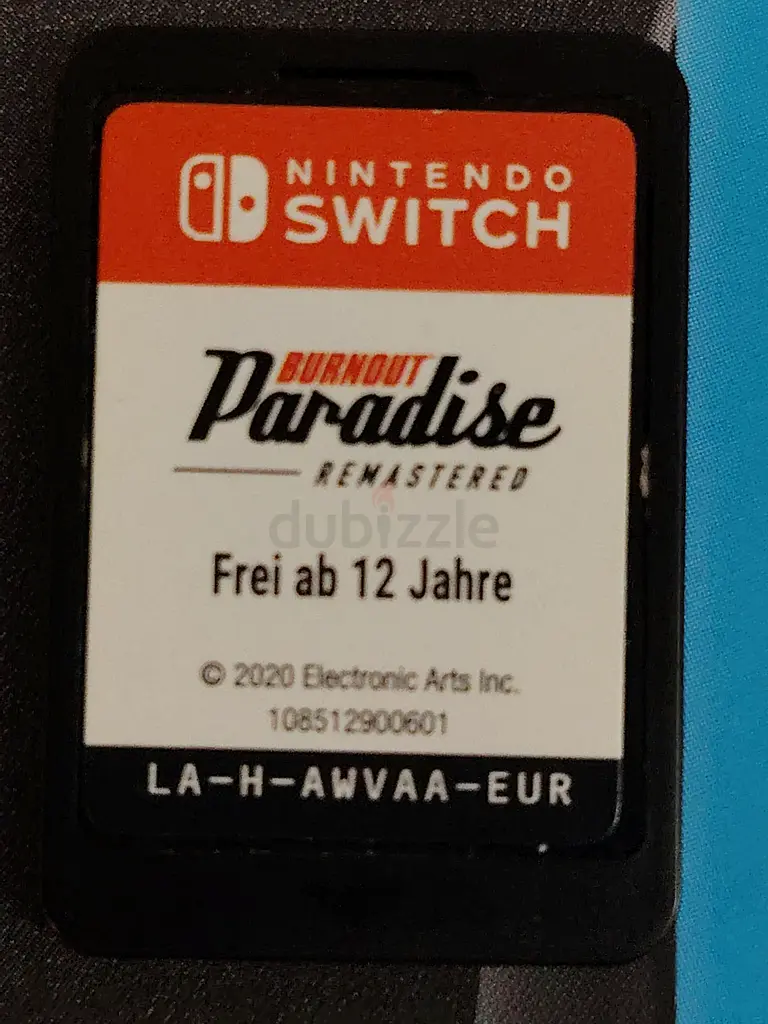 NINTENDO
SWITCH
BURNOUT
Paradise
REMASTERED
dubizzle
Frei ab 12 Jahre
© 2020 Electronic Arts Inc.
108512900601
LA-H-AWVAA-EUR